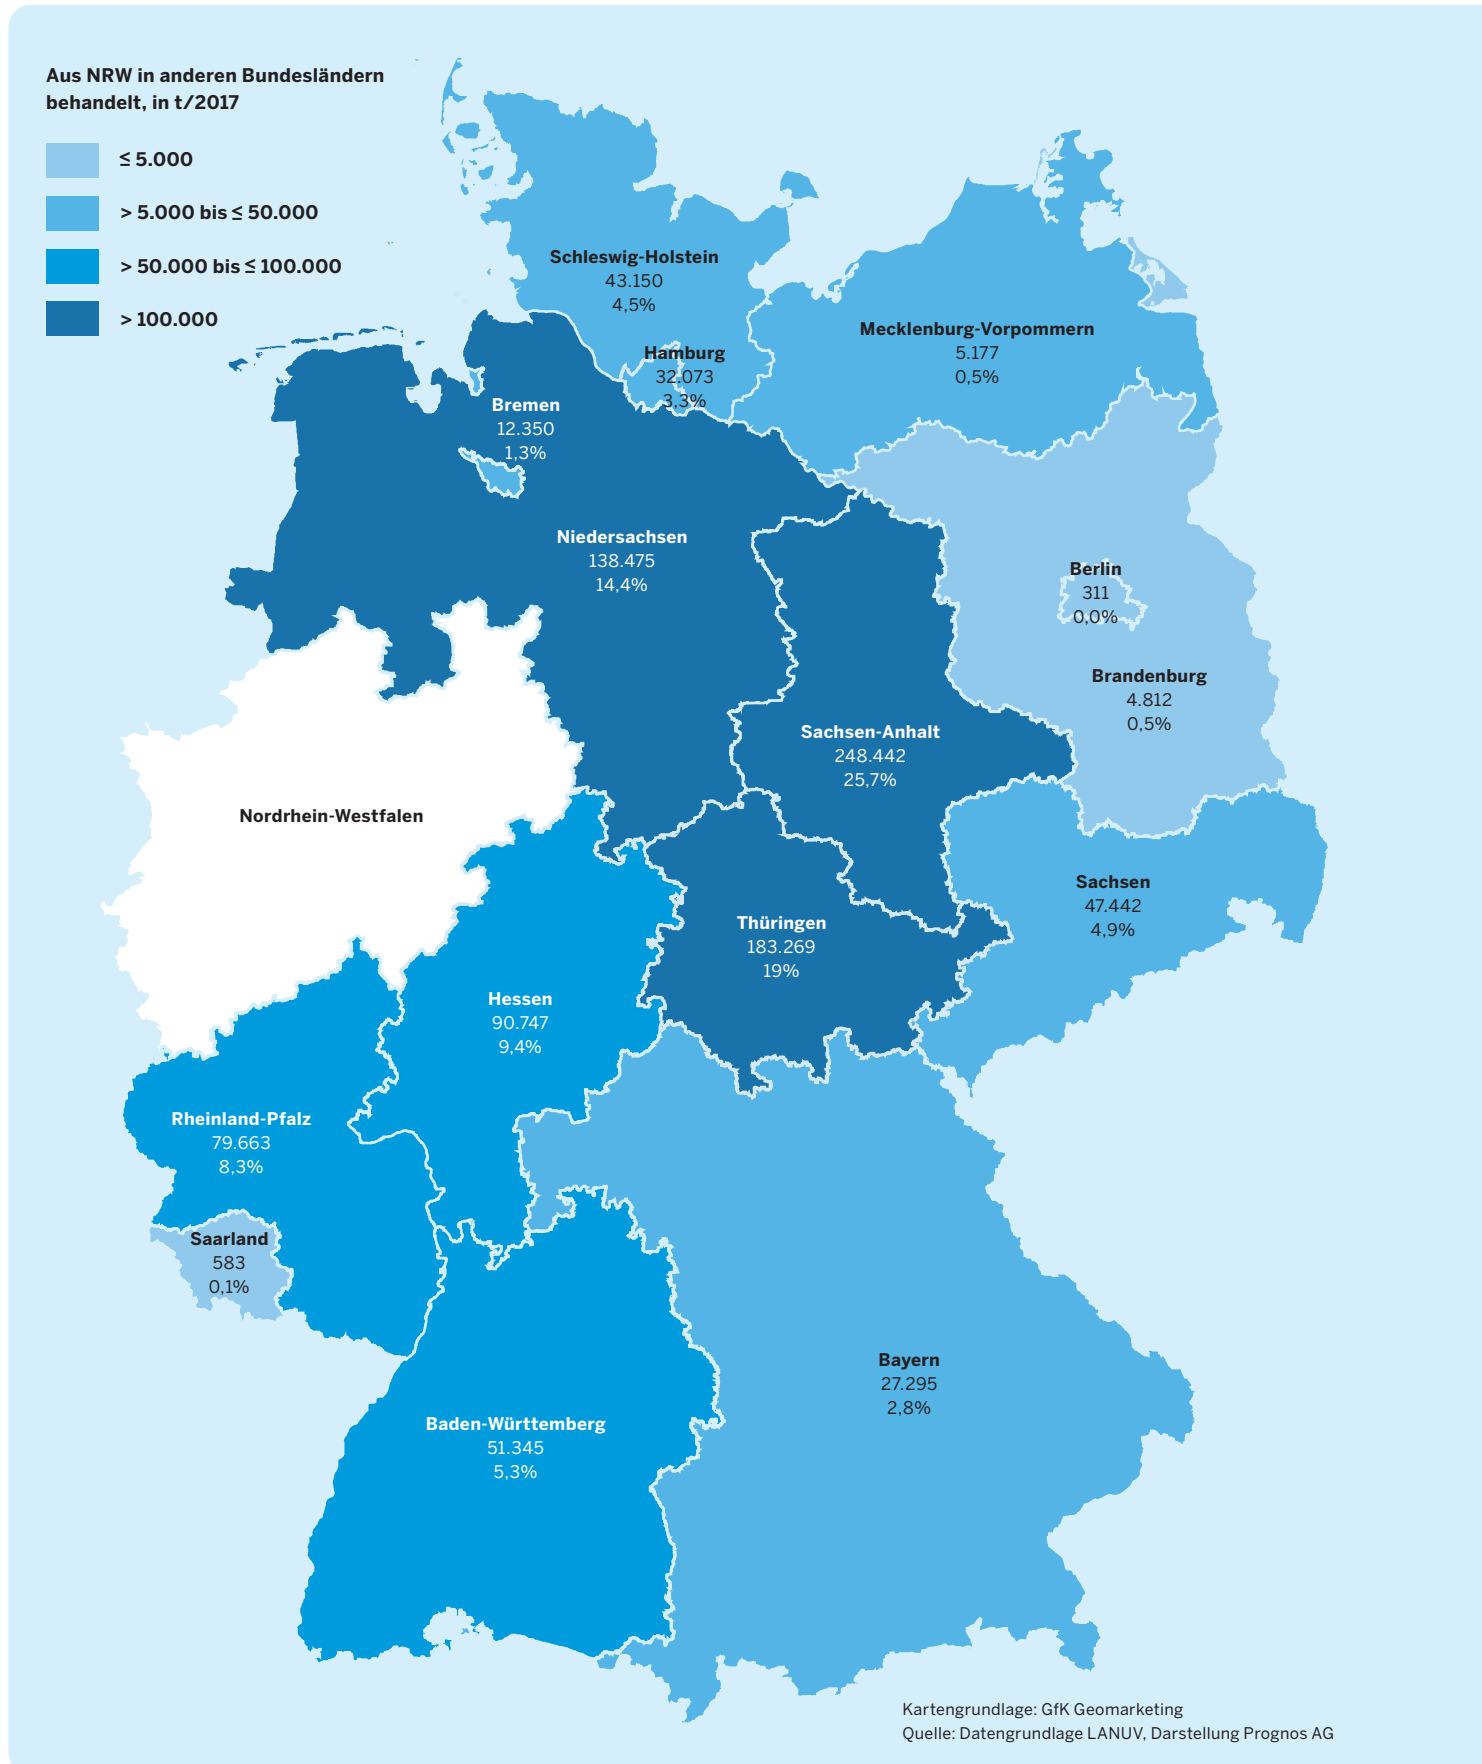 Aus NRW in anderen Bundesländern
behandelt, in t/2017
≤ 5.000
> 5.000 bis ≤ 50.000
> 50.000 bis ≤ 100.000
> 100.000
Schleswig-Holstein
43.150
4,5%
Mecklenburg-Vorpommern
5.177
0,5%
Hamburg
32.073
3,3%
Bremen
12.350
1,3%
Niedersachsen
138.475
14,4%
Berlin
311
0,0%
Brandenburg
4.812
0,5%
Sachsen-Anhalt
248.442
25,7%
Nordrhein-Westfalen
Sachsen
47.442
4,9%
Thüringen
183.269
19%
Hessen
90.747
9,4%
Rheinland-Pfalz
79.663
8,3%
Saarland
583
0,1%
Bayern
27.295
2,8%
Baden-Württemberg
51.345
5,3%
Kartengrundlage: GfK Geomarketing
Quelle: Datengrundlage LANUV, Darstellung Prognos AG